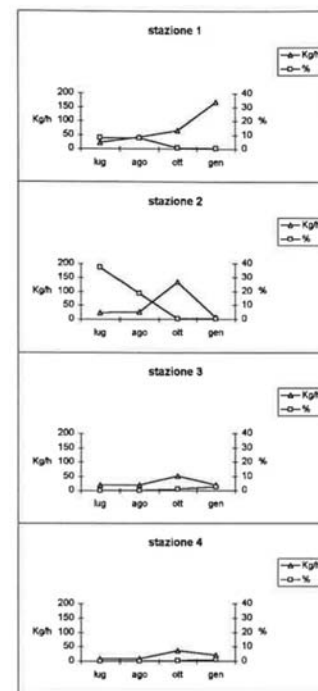 stazione 1
Kg/h
%
200 40
150 30
Kg/h 100 20 %
50 10
0 0
lug ago ott gen
stazione 2
Kg/h
%
200 40
150 30
Kg/h 100 20 %
50 10
0 0
lug ago ott gen
stazione 3
Kg/h
%
200 40
150 30
Kg/h 100 20 %
50 10
0 0
lug ago ott gen
stazione 4
Kg/h
%
200 40
150 30
Kg/h 100 20 %
50 10
0 0
lug ago ott gen